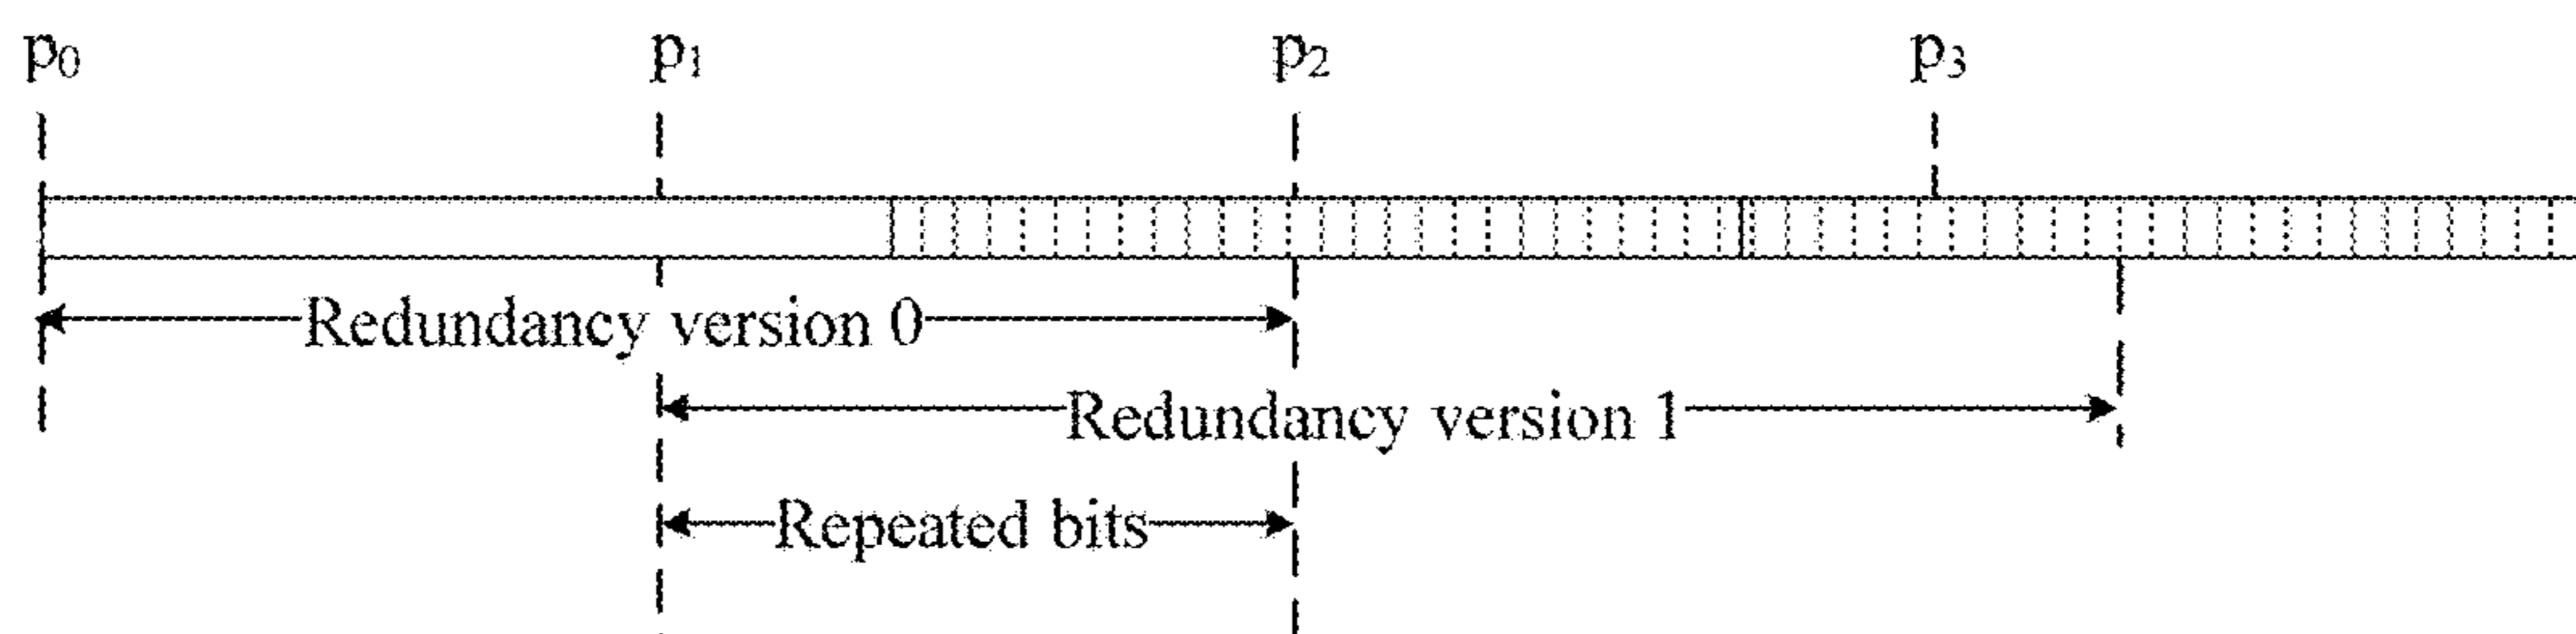 p₀ p₁ p₂ p₃
Redundancy version 0
Redundancy version 1
Repeated bits